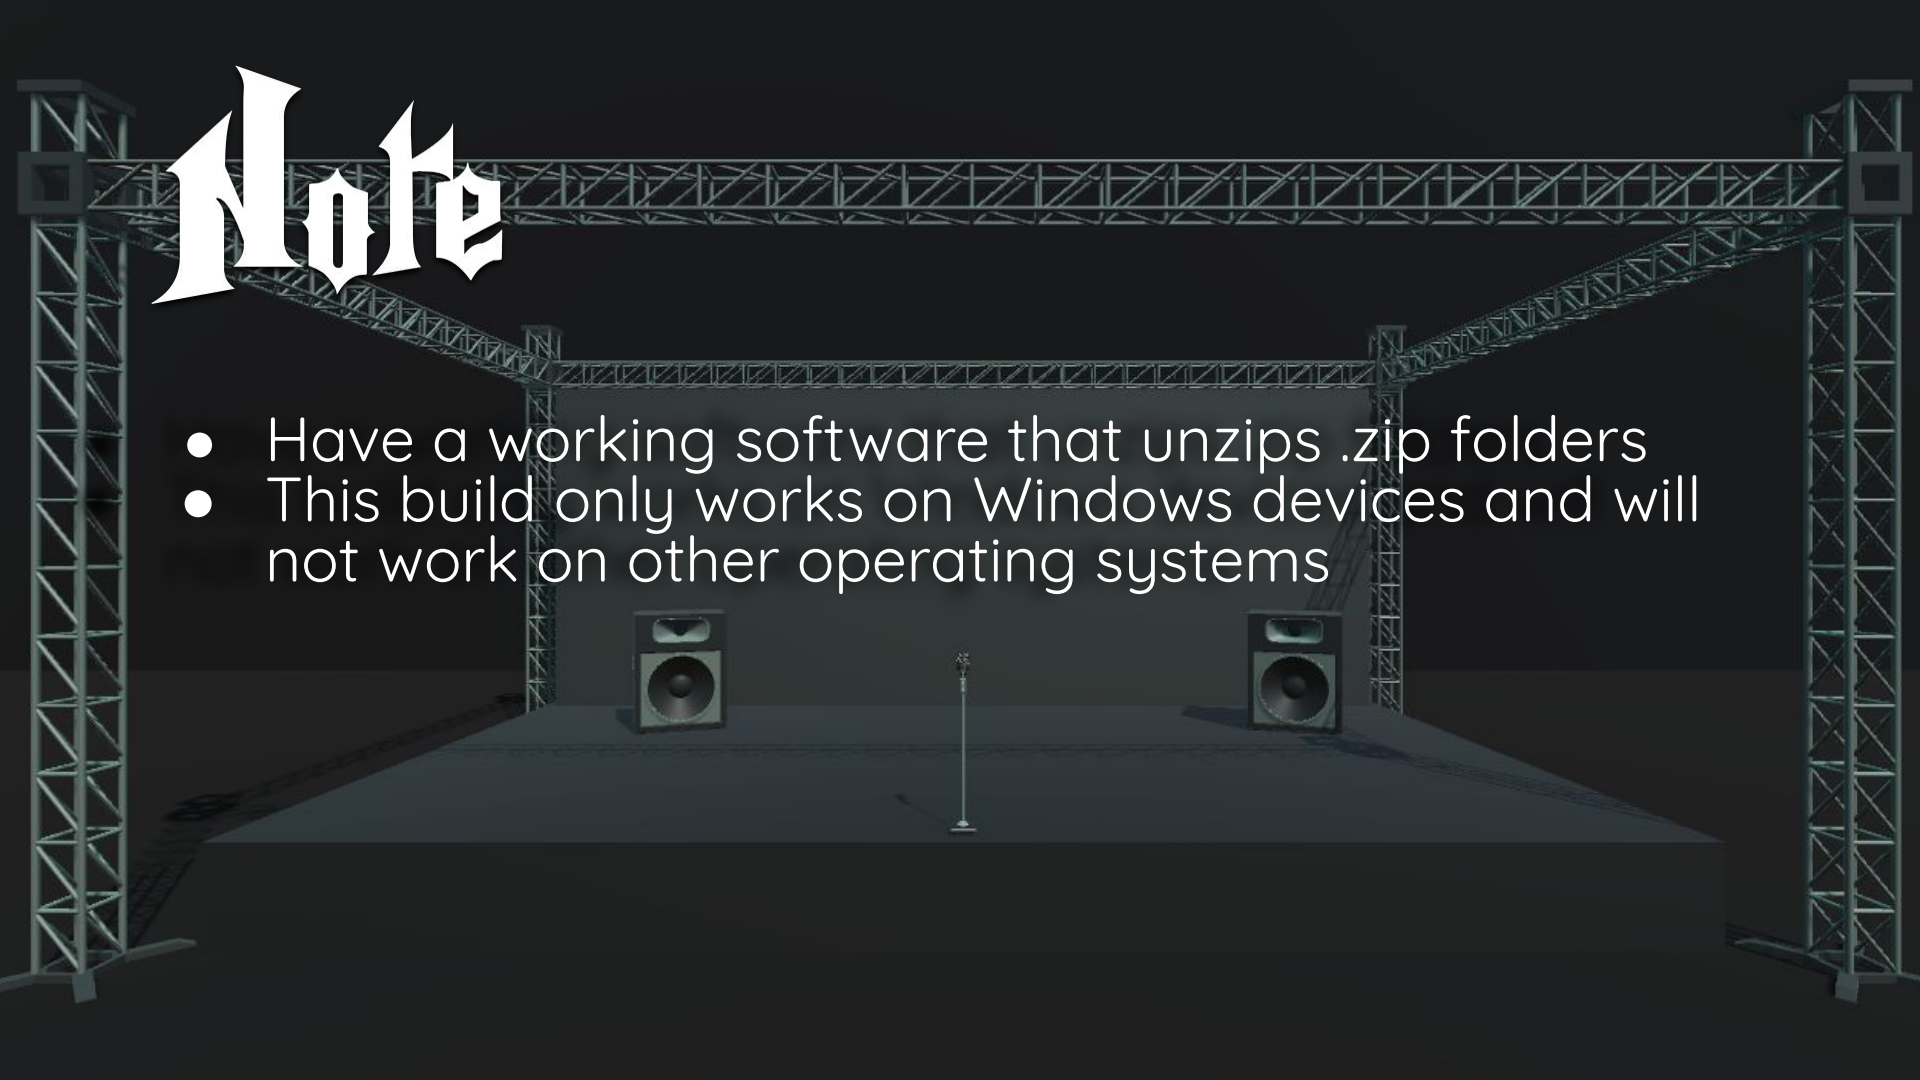 Note
● Have a working software that unzips .zip folders
● This build only works on Windows devices and will
not work on other operating systems